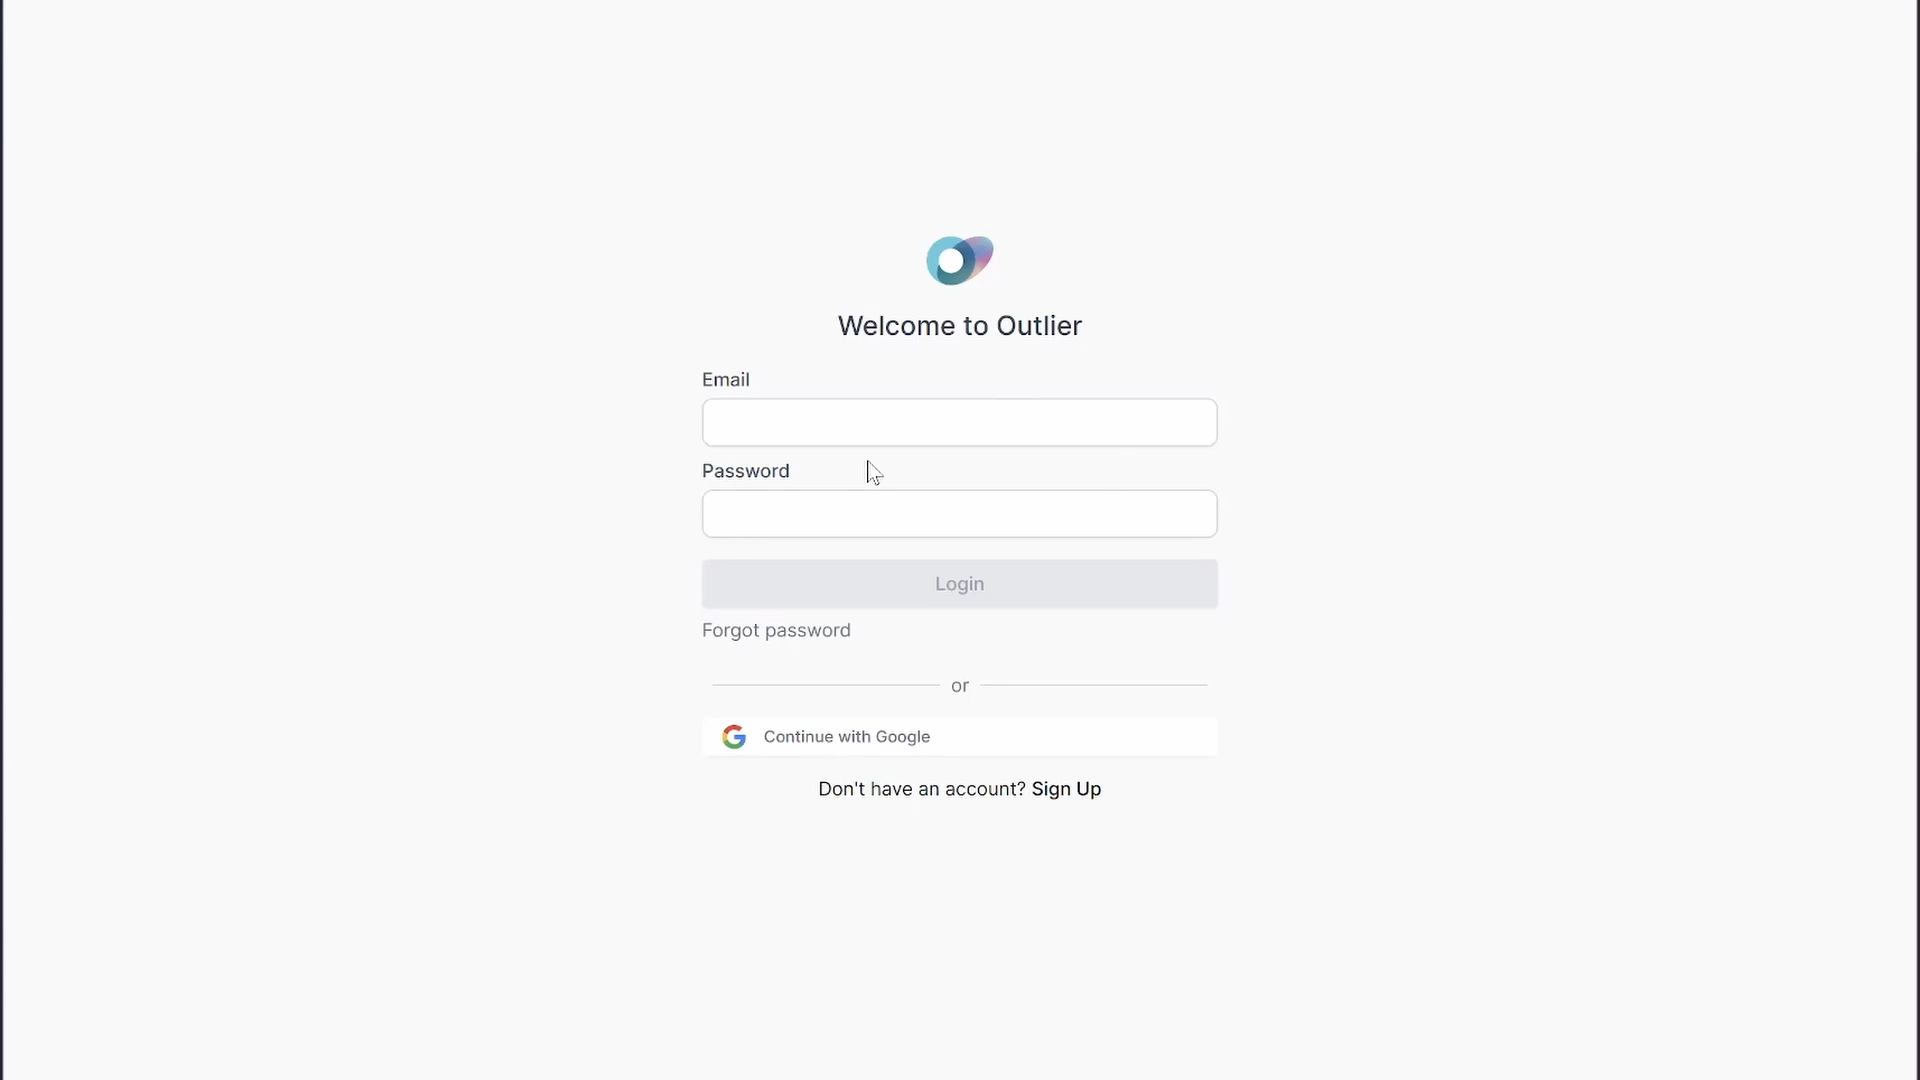 Welcome to Outlier
Email
Password
Login
Forgot password
or
Continue with Google
Don't have an account? Sign Up